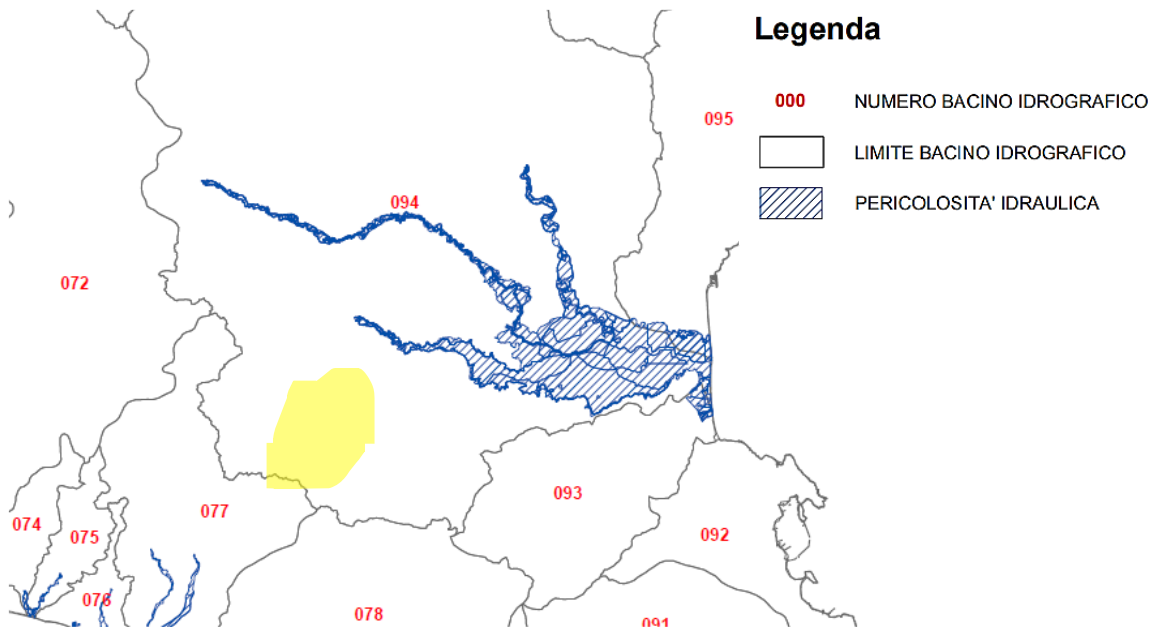 Legenda
000 NUMERO BACINO IDROGRAFICO
LIMITE BACINO IDROGRAFICO
PERICOLOSITA' IDRAULICA
095
094
072
093
077
074
075
092
076
078
091